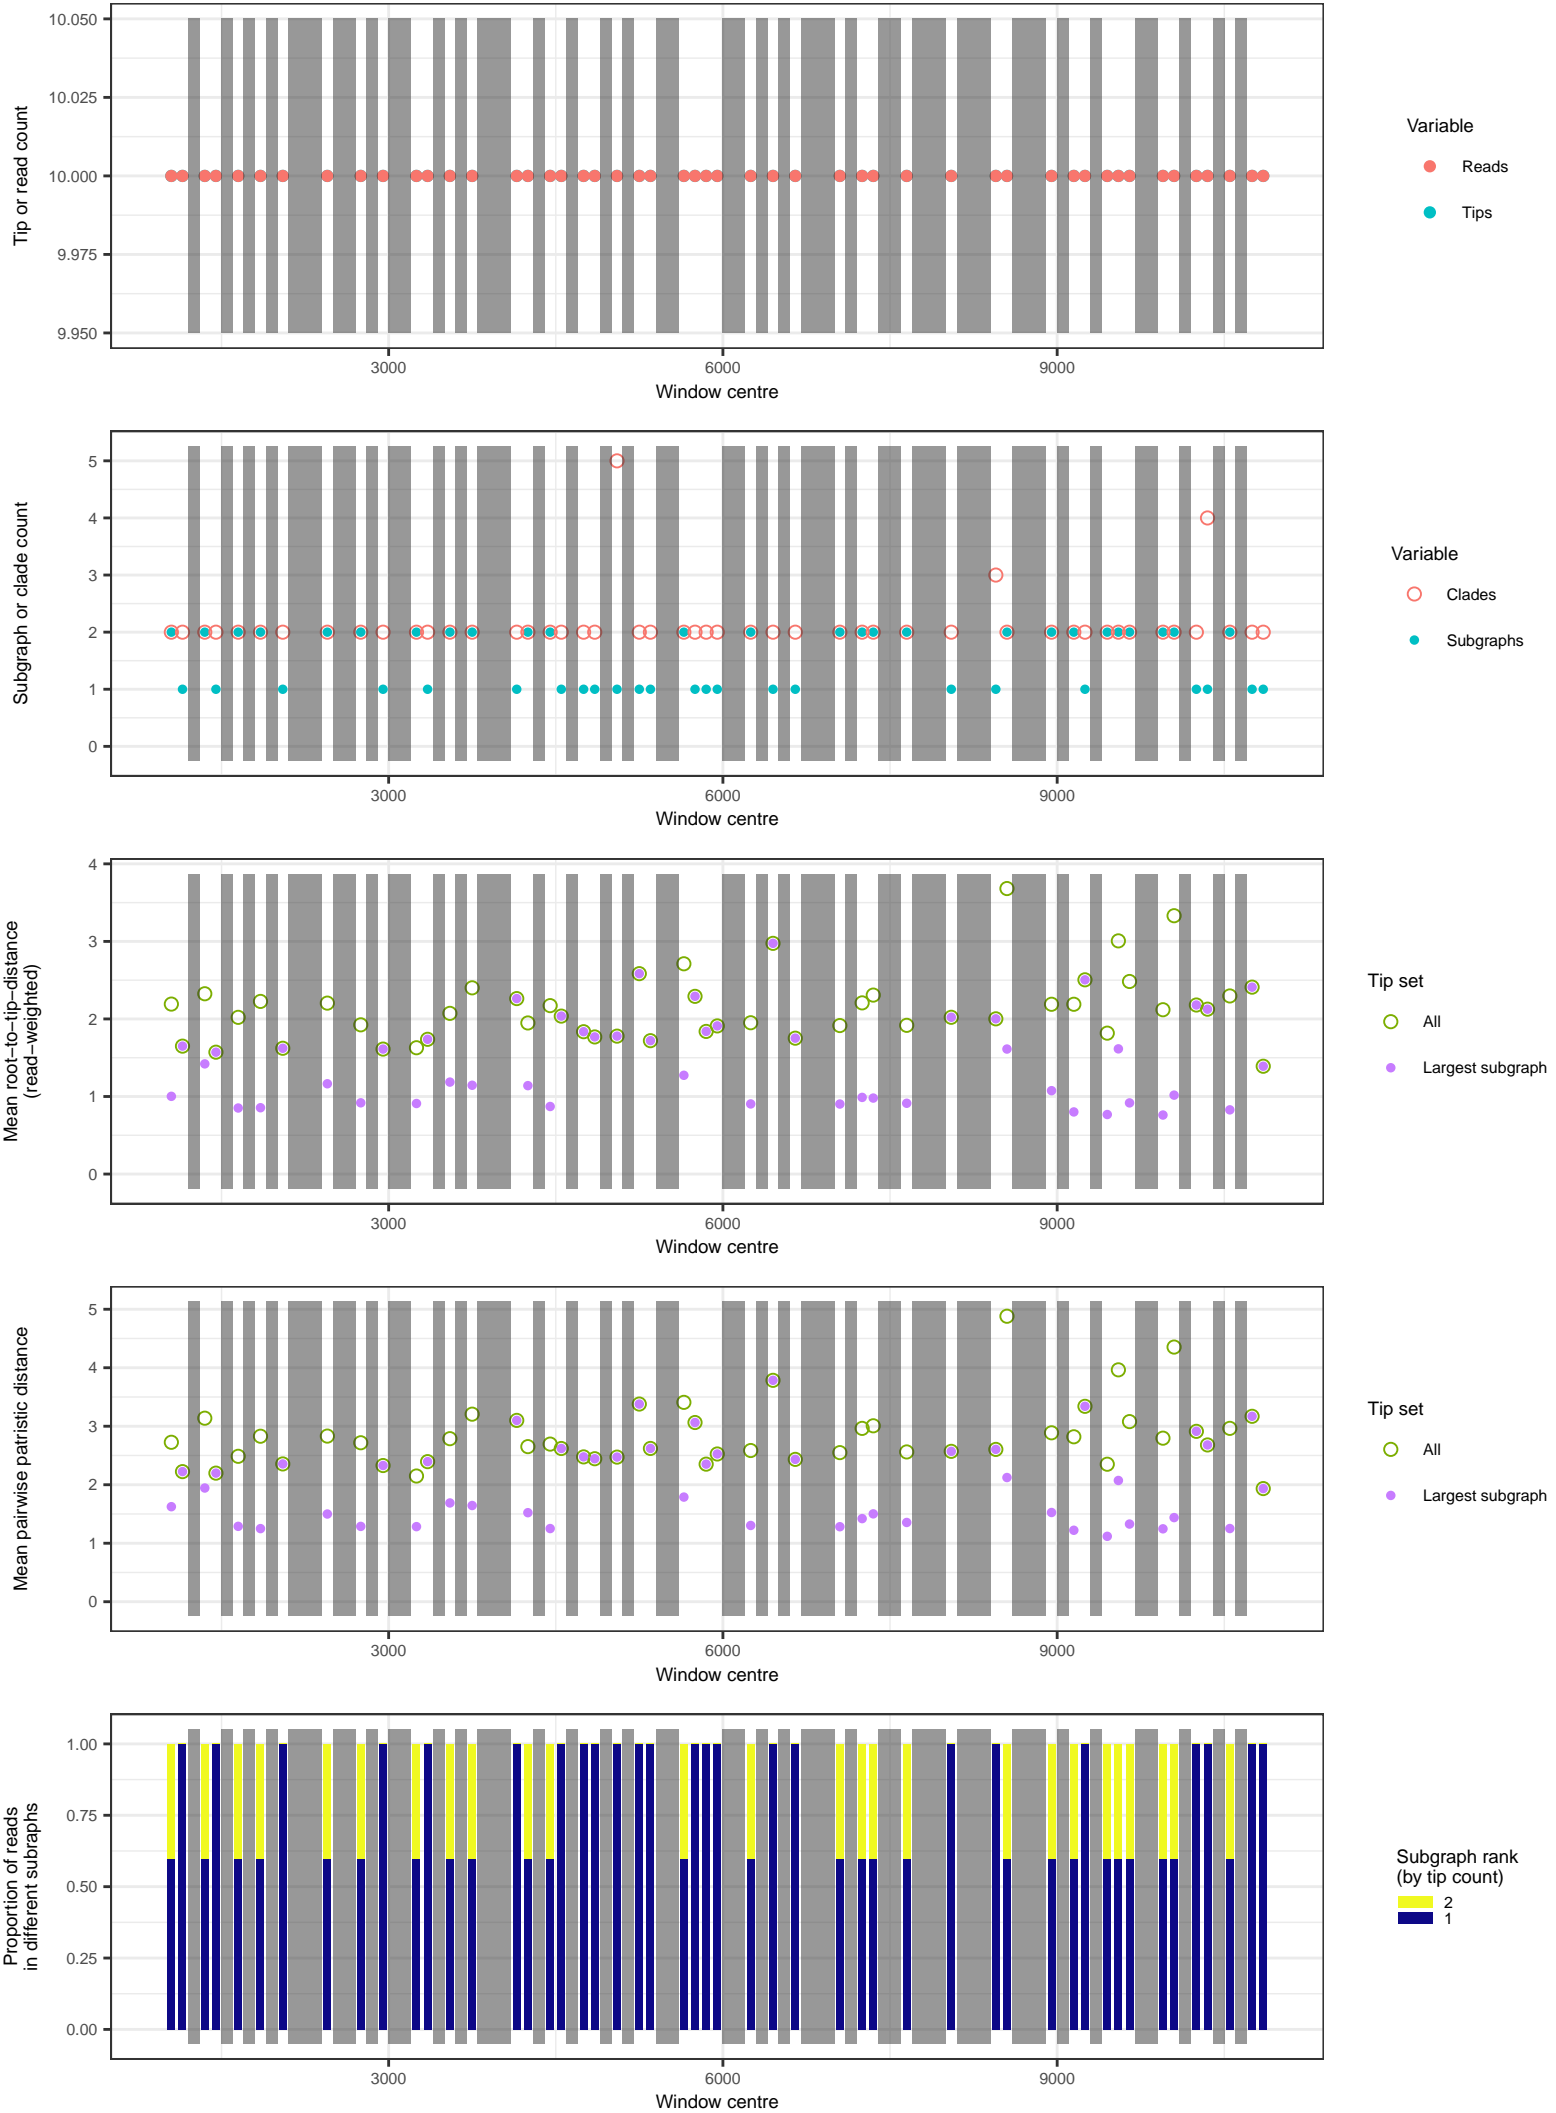 Tip or read count
10.050
10.025
10.000
9.975
9.950
3000 6000 9000
Window centre
Variable
Reads
Tips
Subgraph or clade count
5
4
3
2
1
0
3000 6000 9000
Window centre
Variable
Clades
Subgraphs
Mean root−to−tip−distance
(read−weighted)
4
3
2
1
0
3000 6000 9000
Window centre
Tip set
All
Largest subgraph
Mean pairwise patristic distance
5
4
3
2
1
0
3000 6000 9000
Window centre
Tip set
All
Largest subgraph
Proportion of reads
in different subraphs
1.00
0.75
0.50
0.25
0.00
3000 6000 9000
Window centre
Subgraph rank
(by tip count)
2
1